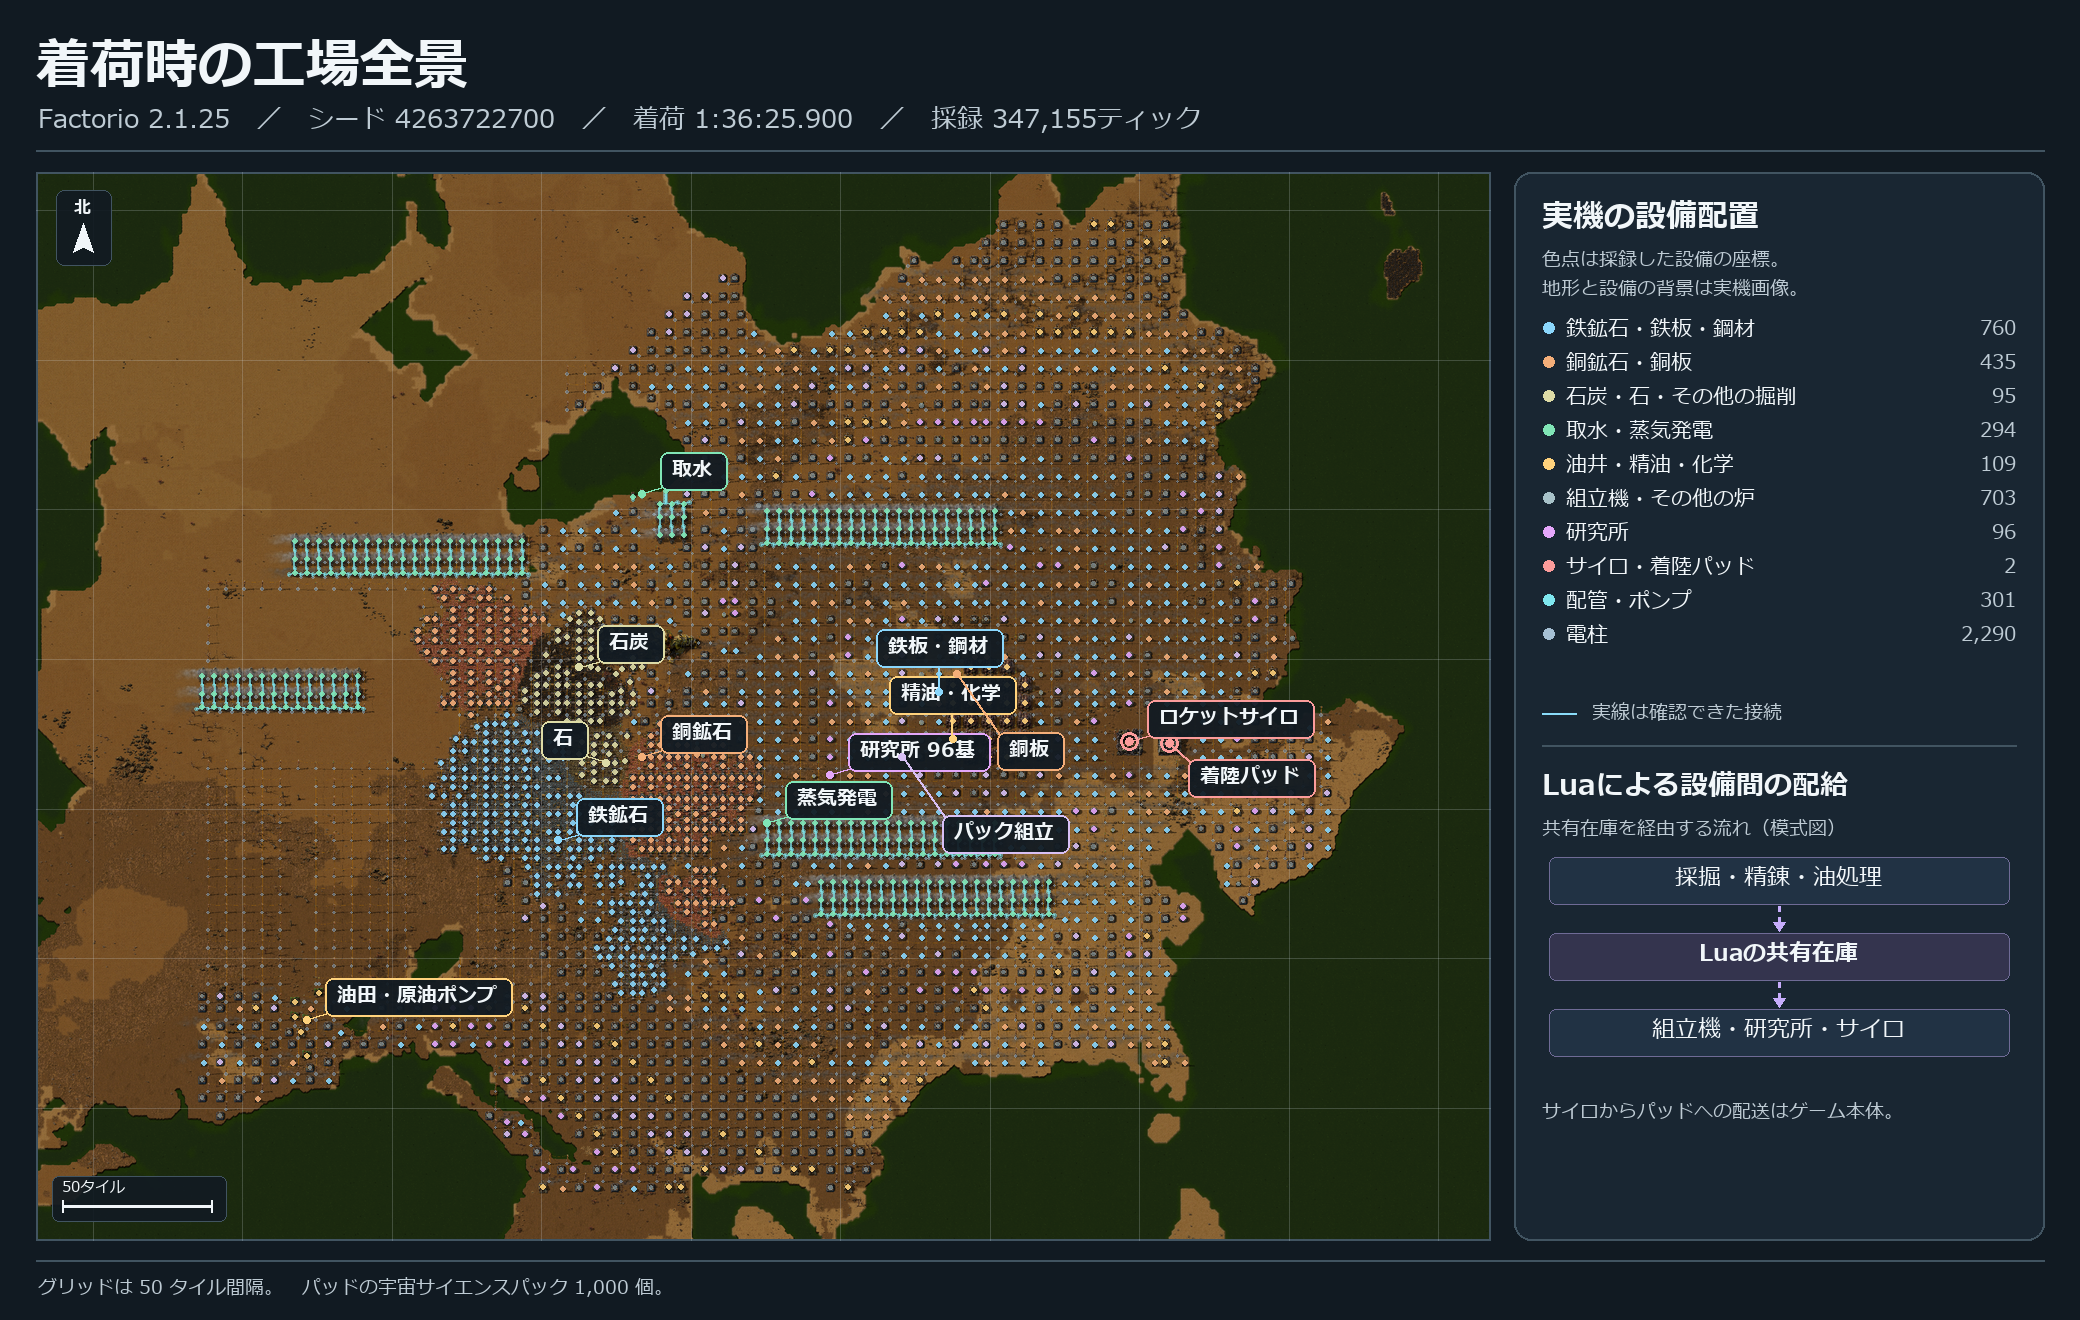 着荷時の工場全景
Factorio 2.1.25 ／ シード 4263722700 ／ 着荷 1:36:25.900 ／ 採録 347,155ティック
北
取水
石炭
鉄板・鋼材
精油・化学
ロケットサイロ
石
銅鉱石
研究所 96基
銅板
着陸パッド
蒸気発電
鉄鉱石
パック組立
油田・原油ポンプ
50タイル
実機の設備配置
色点は採録した設備の座標。
地形と設備の背景は実機画像。
鉄鉱石・鉄板・鋼材 760
銅鉱石・銅板 435
石炭・石・その他の掘削 95
取水・蒸気発電 294
油井・精油・化学 109
組立機・その他の炉 703
研究所 96
サイロ・着陸パッド 2
配管・ポンプ 301
電柱 2,290
実線は確認できた接続
Luaによる設備間の配給
共有在庫を経由する流れ（模式図）
採掘・精錬・油処理
Luaの共有在庫
組立機・研究所・サイロ
サイロからパッドへの配送はゲーム本体。
グリッドは 50 タイル間隔。 パッドの宇宙サイエンスパック 1,000 個。